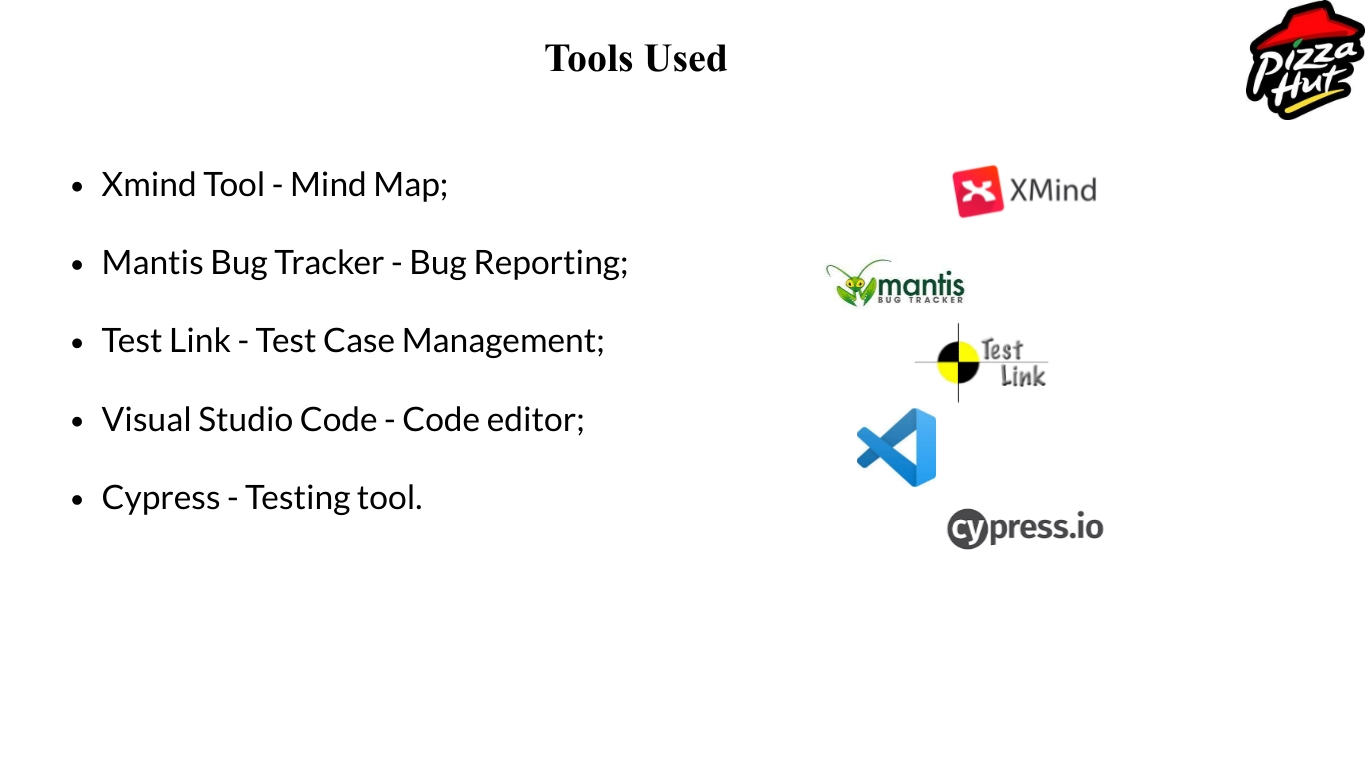 Tools Used
Pizza
Hut
• Xmind Tool - Mind Map;
XMind
• Mantis Bug Tracker - Bug Reporting;
mantis
BUG TRACKER
• Test Link - Test Case Management;
Test
Link
• Visual Studio Code - Code editor;
• Cypress - Testing tool.
cypress.io